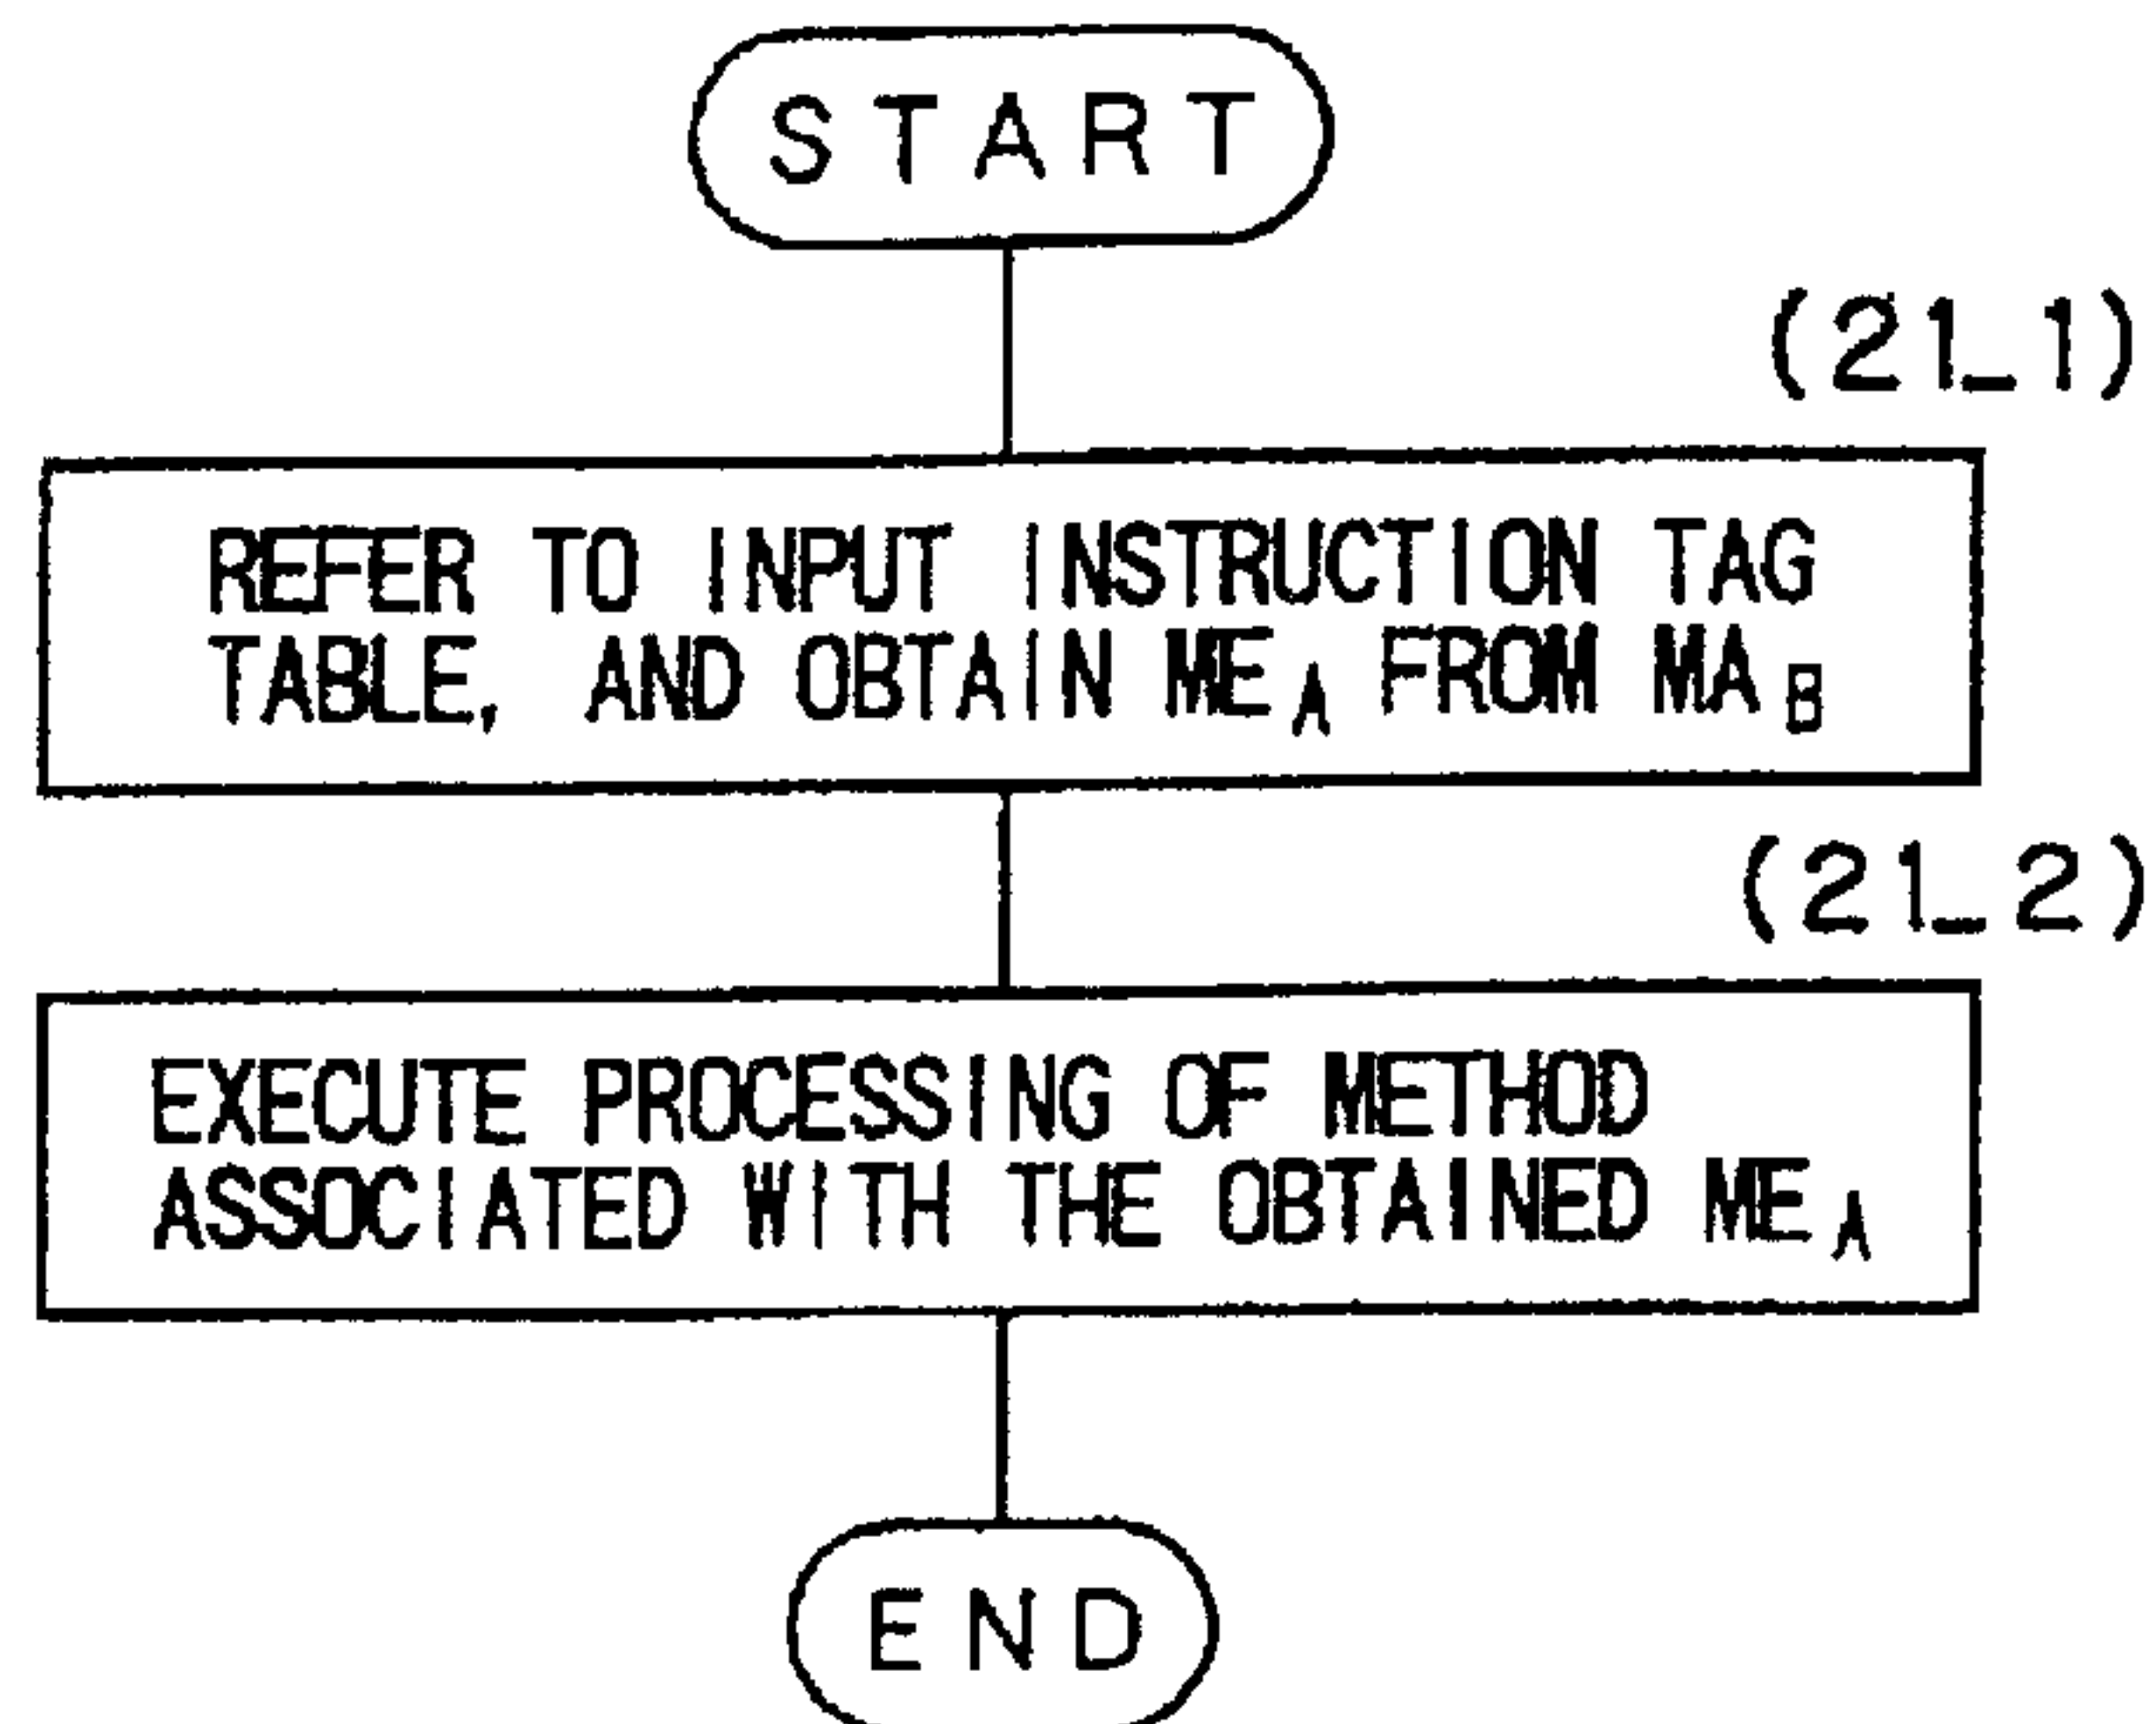 START
(21_1)
REFER TO INPUT INSTRUCTION TAG
TABLE, AND OBTAIN ME_A FROM MA_B
(21_2)
EXECUTE PROCESSING OF METHOD
ASSOCIATED WITH THE OBTAINED ME_A
END